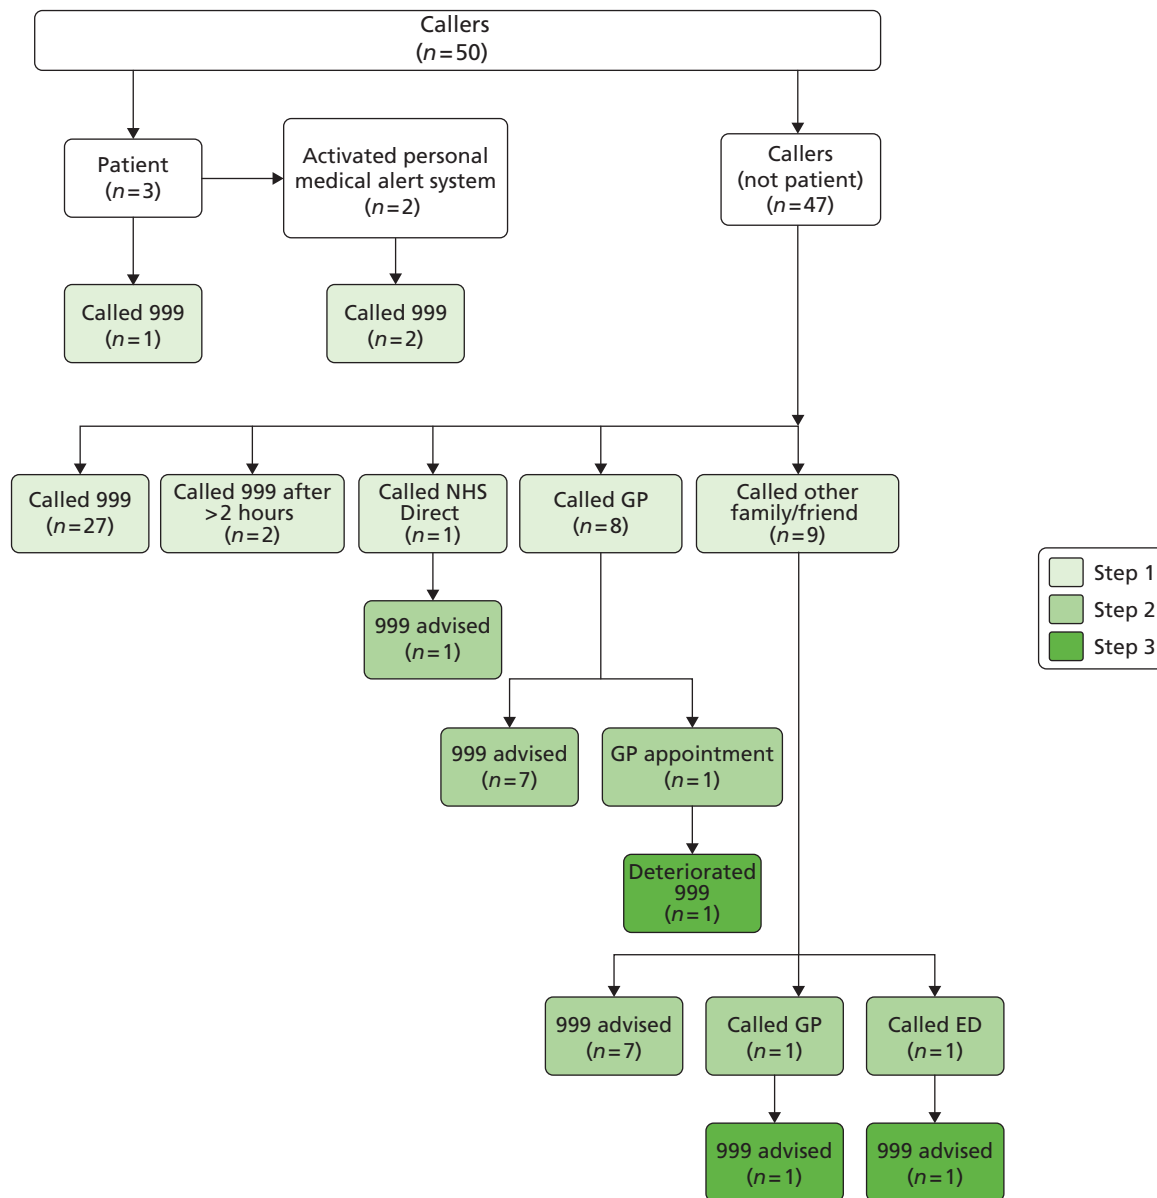 Callers
(n=50)
Patient
(n=3)
Activated personal
medical alert system
(n=2)
Callers
(not patient)
(n=47)
Called 999
(n=1)
Called 999
(n=2)
Called 999
(n=27)
Called 999 after
>2 hours
(n=2)
Called NHS
Direct
(n=1)
Called GP
(n=8)
Called other
family/friend
(n=9)
Step 1
Step 2
Step 3
999 advised
(n=1)
999 advised
(n=7)
GP appointment
(n=1)
Deteriorated
999
(n=1)
999 advised
(n=7)
Called GP
(n=1)
Called ED
(n=1)
999 advised
(n=1)
999 advised
(n=1)